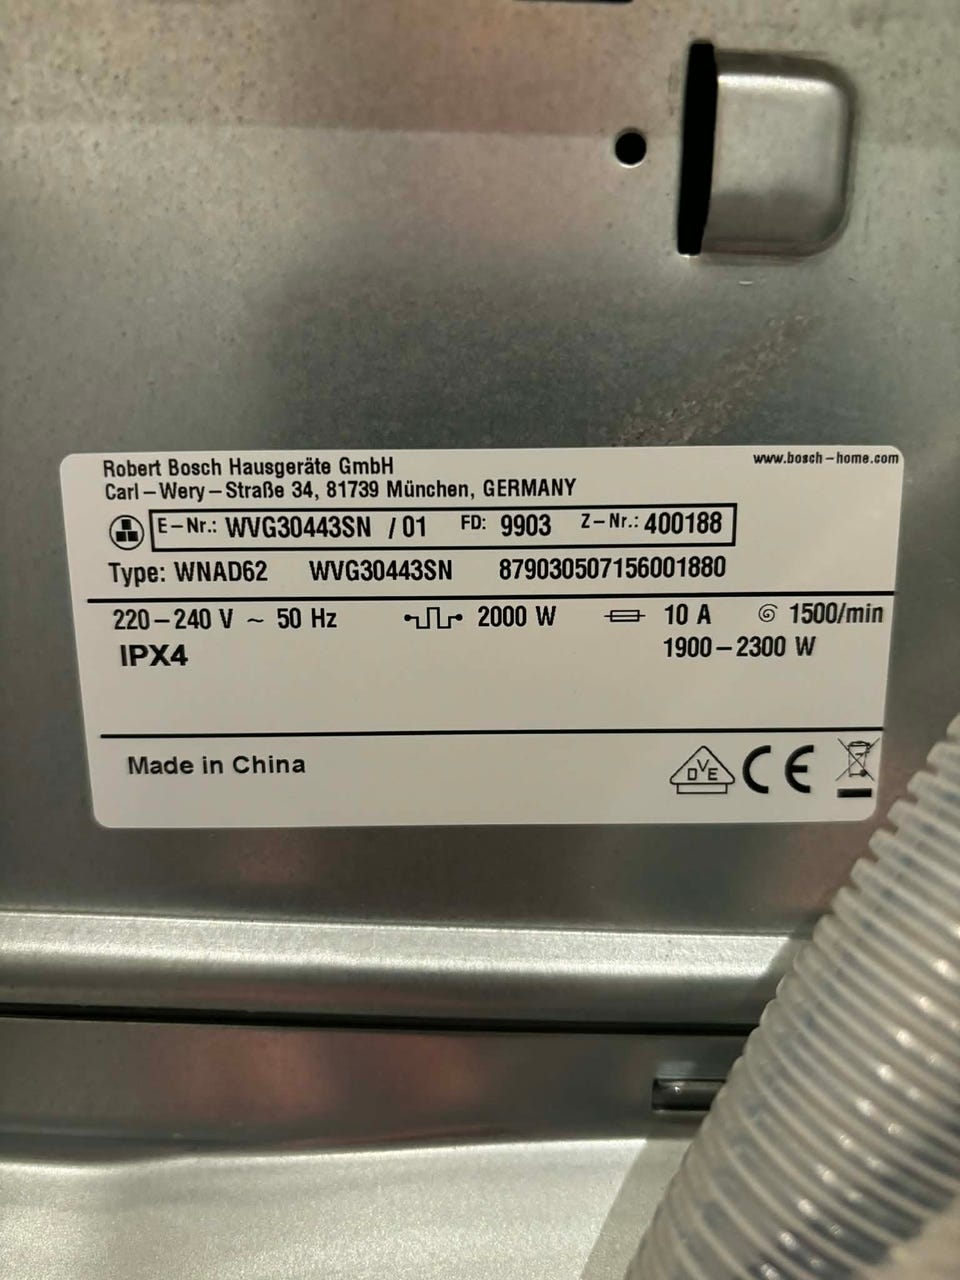 Robert Bosch Hausgeräte GmbH
www.bosch-home.com
Carl-Wery-Straße 34, 81739 München, GERMANY
E-Nr.: WVG30443SN / 01 FD: 9903 Z-Nr.: 400188
Type: WNAD62 WVG30443SN 879030507156001880
220-240 V ~ 50 Hz 2000 W 10 A 1500/min
IPX4 1900-2300 W
Made in China
DVE CE